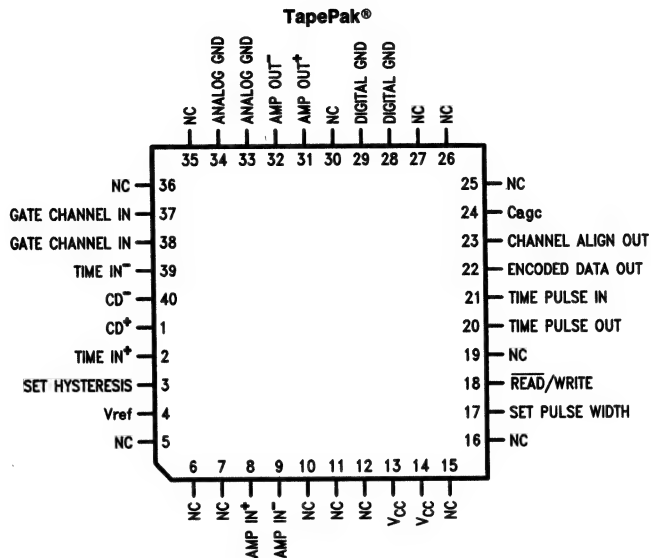 TapePak®
NC
ANALOG GND
ANALOG GND
AMP OUT-
AMP OUT+
NC
DIGITAL GND
DIGITAL GND
NC
NC
35 34 33 32 31 30 29 28 27 26
NC 36
GATE CHANNEL IN 37
GATE CHANNEL IN 38
TIME IN- 39
CD- 40
CD+ 1
TIME IN+ 2
SET HYSTERESIS 3
Vref 4
NC 5
25 NC
24 Cagc
23 CHANNEL ALIGN OUT
22 ENCODED DATA OUT
21 TIME PULSE IN
20 TIME PULSE OUT
19 NC
18 READ/WRITE
17 SET PULSE WIDTH
16 NC
6 7 8 9 10 11 12 13 14 15
NC
NC
AMP IN+
AMP IN-
NC
NC
NC
VCC
VCC
NC